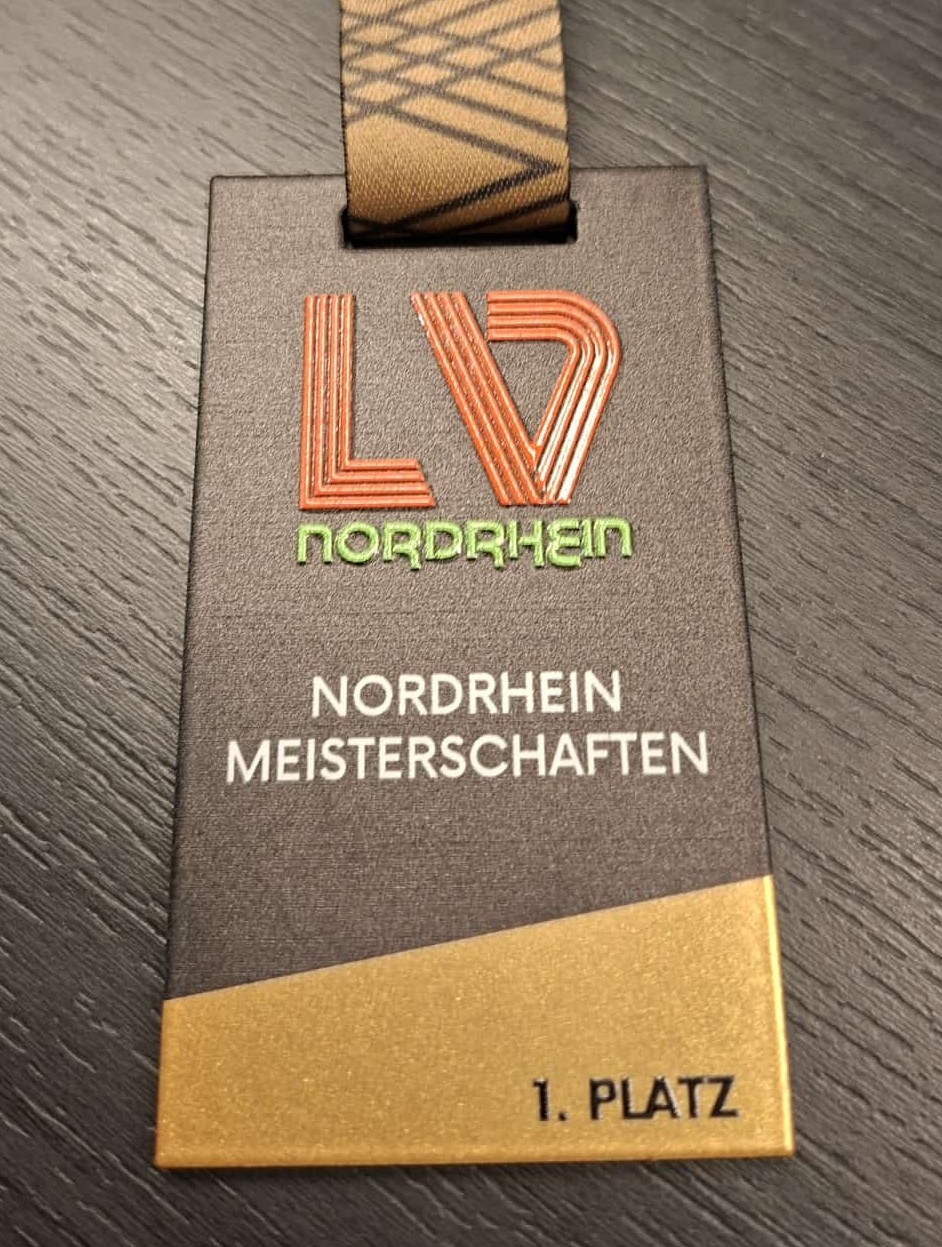 LV
NORDRHEIN
NORDRHEIN
MEISTERSCHAFTEN
1. PLATZ